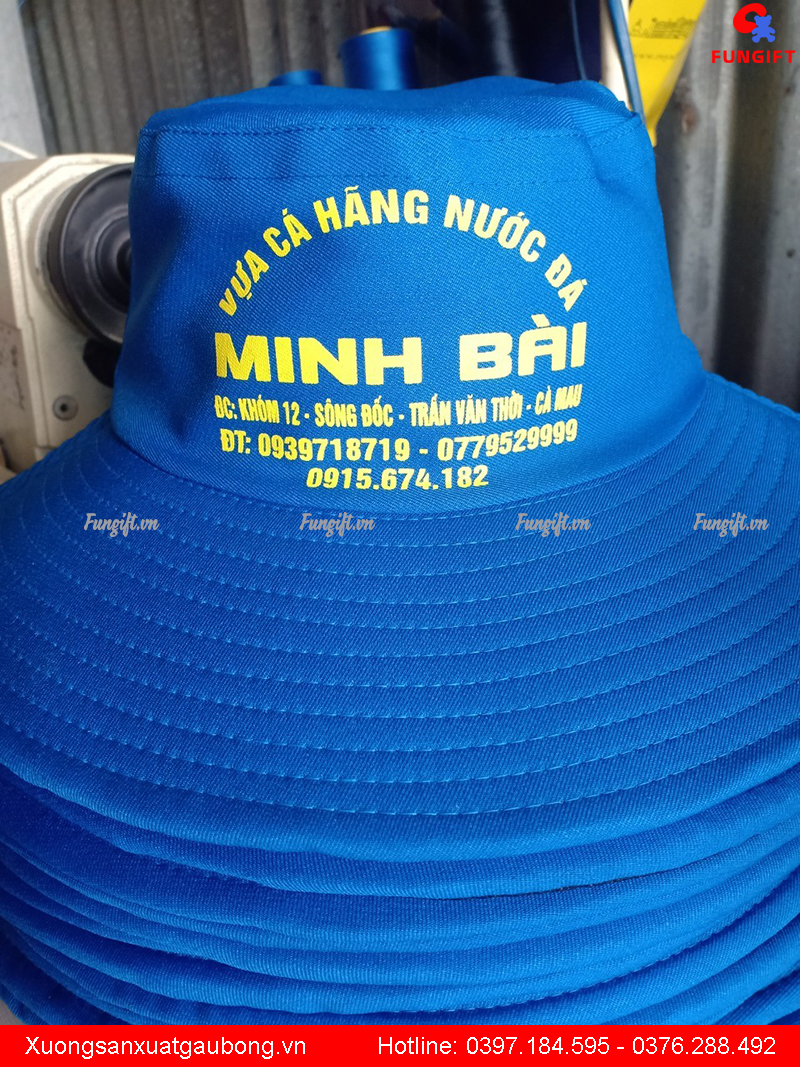 FUNGIFT
VỰA CÁ HÃNG NƯỚC ĐÁ
MINH BÀI
ĐC: KHÓM 12 - SÔNG ĐỐC - TRẦN VĂN THỜI - CÀ MAU
ĐT: 0939718719 - 0779529999
0915.674.182
Fungift.vn Fungift.vn Fungift.vn Fungift.vn
Xuongsanxuatgaubong.vn Hotline: 0397.184.595 - 0376.288.492